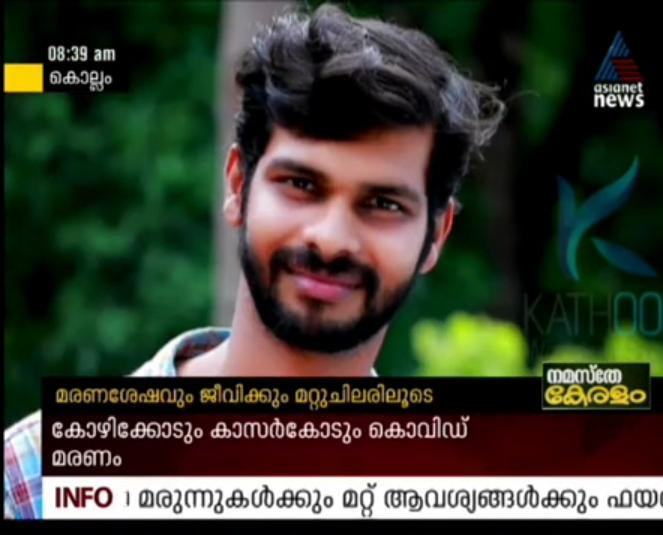 08:39 am
കൊല്ലം
asianet
news
KATHOO
മരണശേഷവും ജീവിക്കും മറ്റുചിലരിലൂടെ
നമസ്തേ
കേരളം
കോഴിക്കോടും കാസർകോടും കൊവിഡ്
മരണം
INFO മരുന്നുകൾക്കും മറ്റ് ആവശ്യങ്ങൾക്കും ഫയ